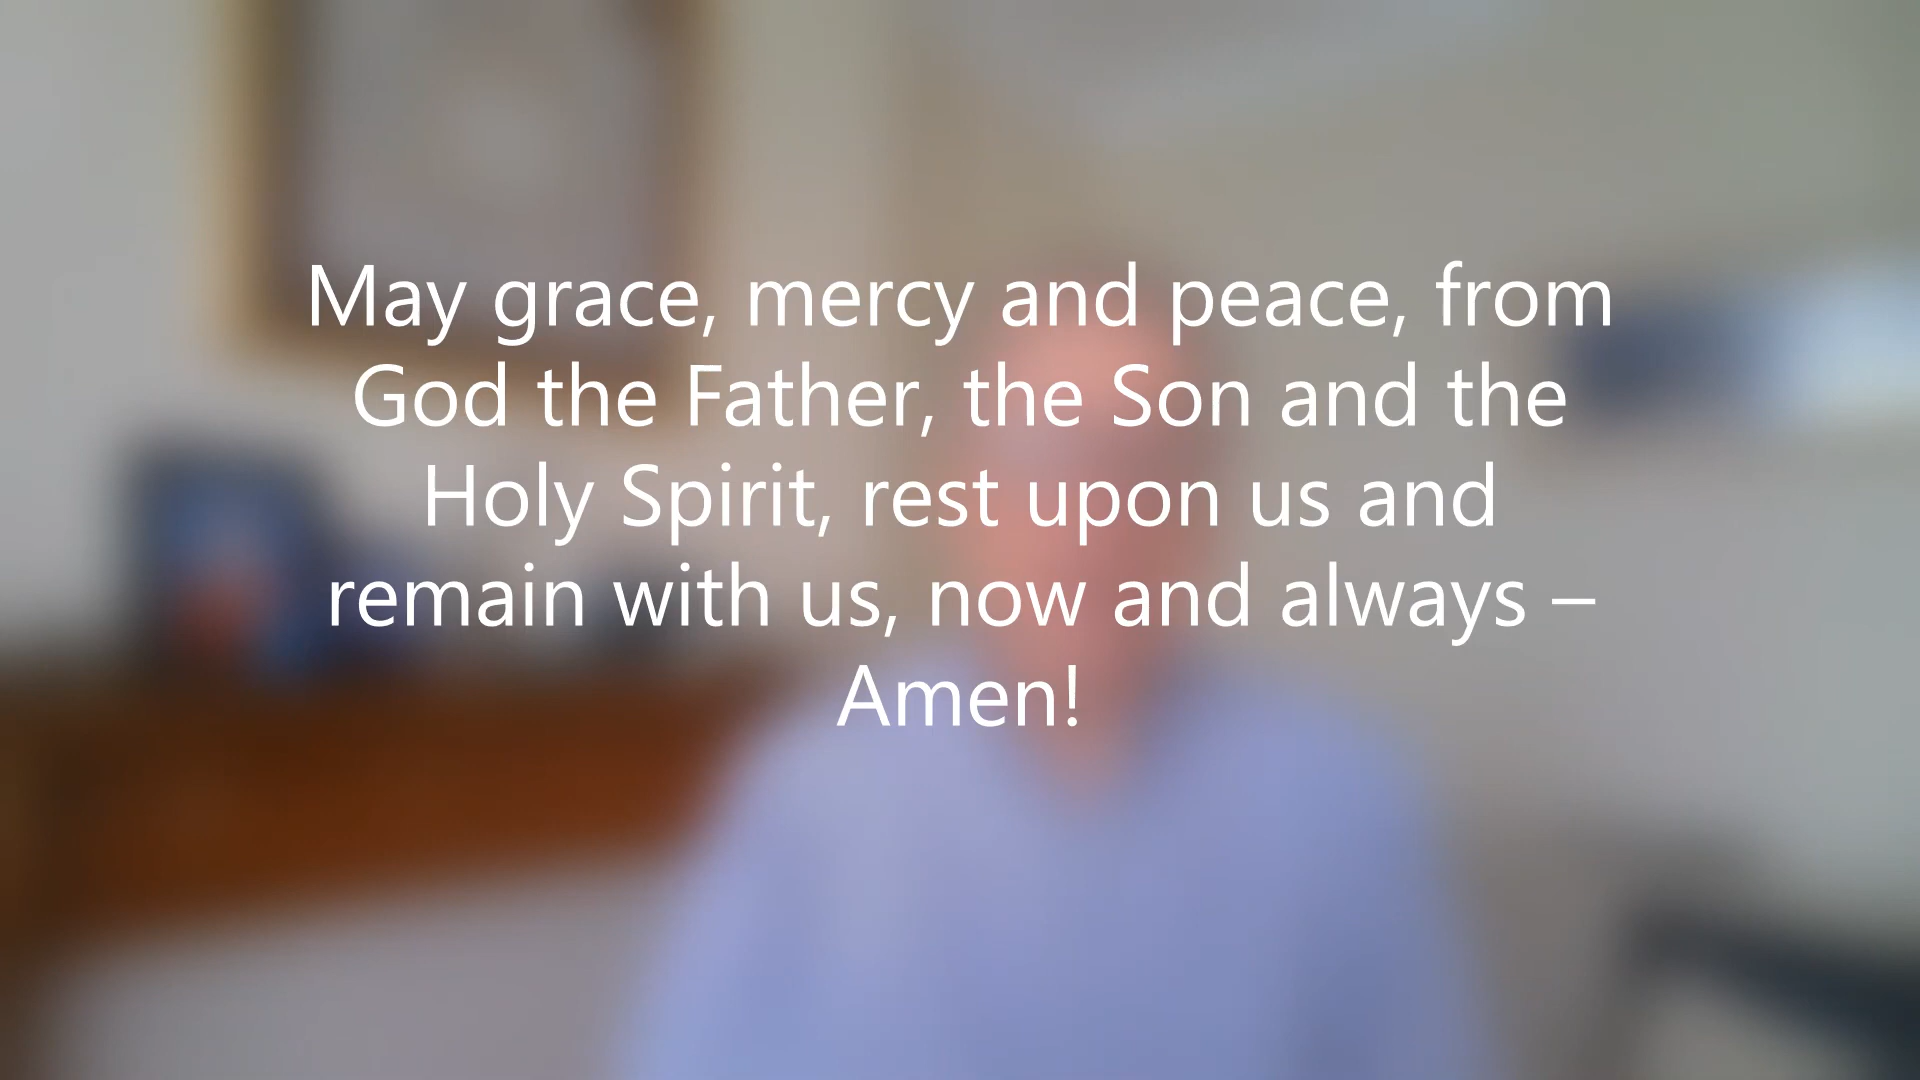 May grace, mercy and peace, from
God the Father, the Son and the
Holy Spirit, rest upon us and
remain with us, now and always –
Amen!